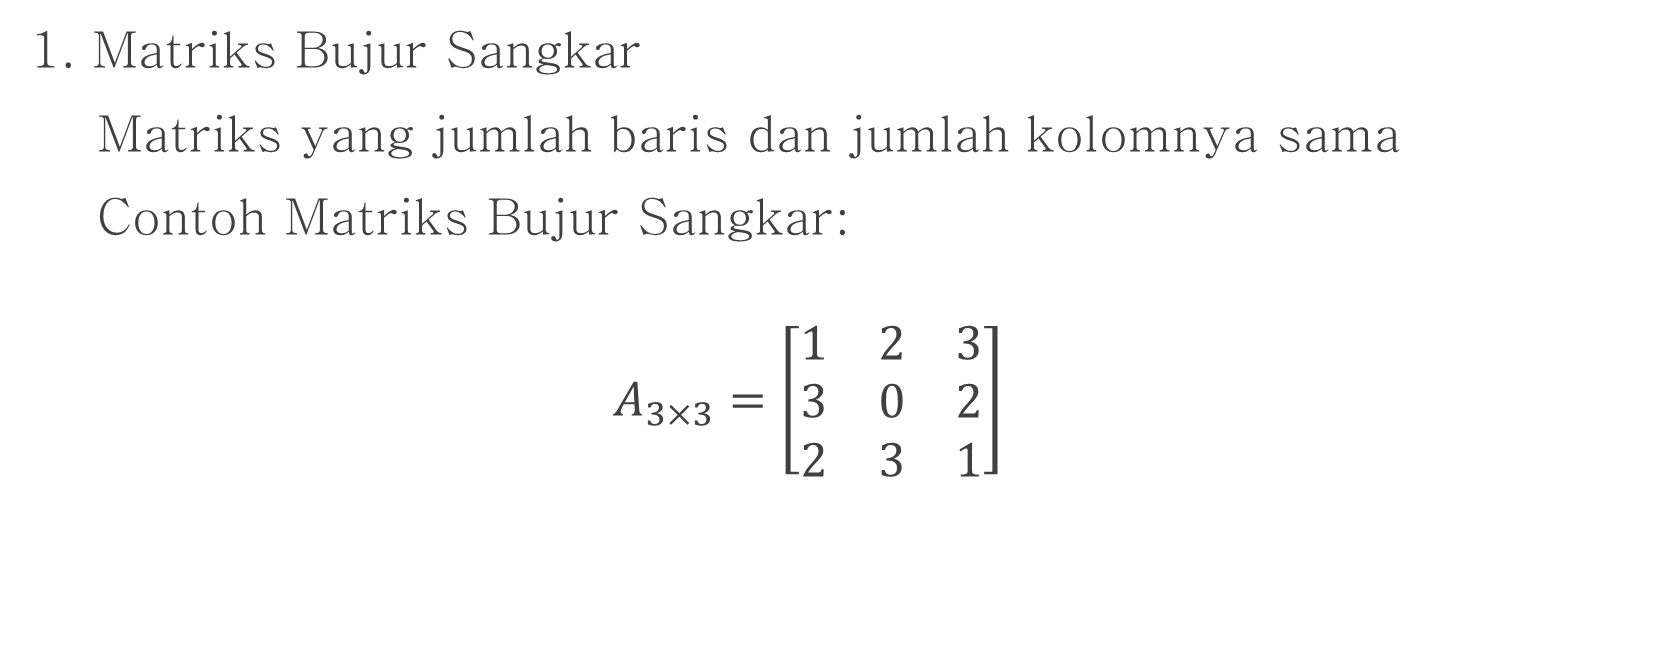 1. Matriks Bujur Sangkar
Matriks yang jumlah baris dan jumlah kolomnya sama
Contoh Matriks Bujur Sangkar:
1 2 3
A3×3 = 3 0 2
2 3 1